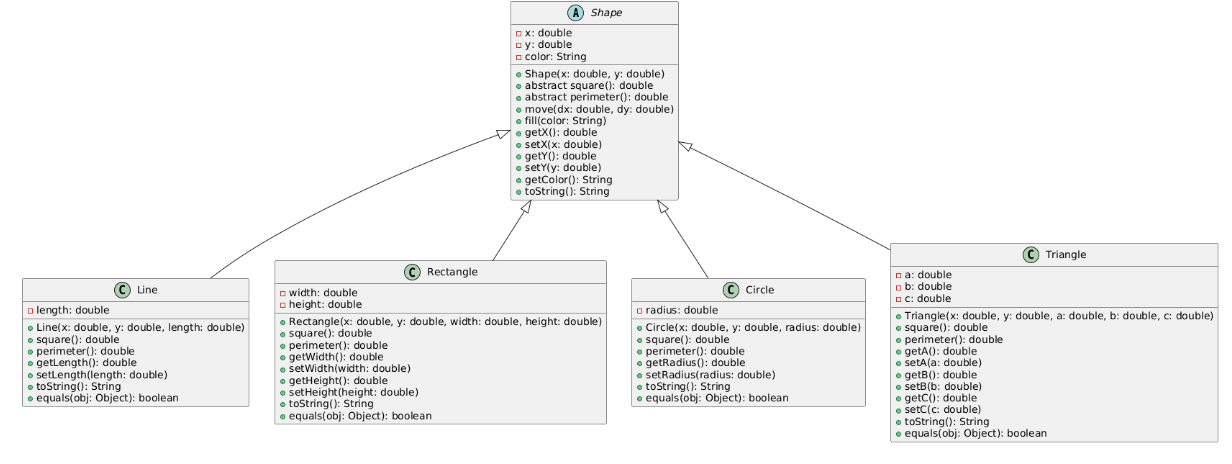 A Shape
x: double
y: double
color: String
Shape(x: double, y: double)
abstract square(): double
abstract perimeter(): double
move(dx: double, dy: double)
fill(color: String)
getX(): double
setX(x: double)
getY(): double
setY(y: double)
getColor(): String
toString(): String
C Line
length: double
Line(x: double, y: double, length: double)
square(): double
perimeter(): double
getLength(): double
setLength(length: double)
toString(): String
equals(obj: Object): boolean
C Rectangle
width: double
height: double
Rectangle(x: double, y: double, width: double, height: double)
square(): double
perimeter(): double
getWidth(): double
setWidth(width: double)
getHeight(): double
setHeight(height: double)
toString(): String
equals(obj: Object): boolean
C Circle
radius: double
Circle(x: double, y: double, radius: double)
square(): double
perimeter(): double
getRadius(): double
setRadius(radius: double)
toString(): String
equals(obj: Object): boolean
C Triangle
a: double
b: double
c: double
Triangle(x: double, y: double, a: double, b: double, c: double)
square(): double
perimeter(): double
getA(): double
setA(a: double)
getB(): double
setB(b: double)
getC(): double
setC(c: double)
toString(): String
equals(obj: Object): boolean